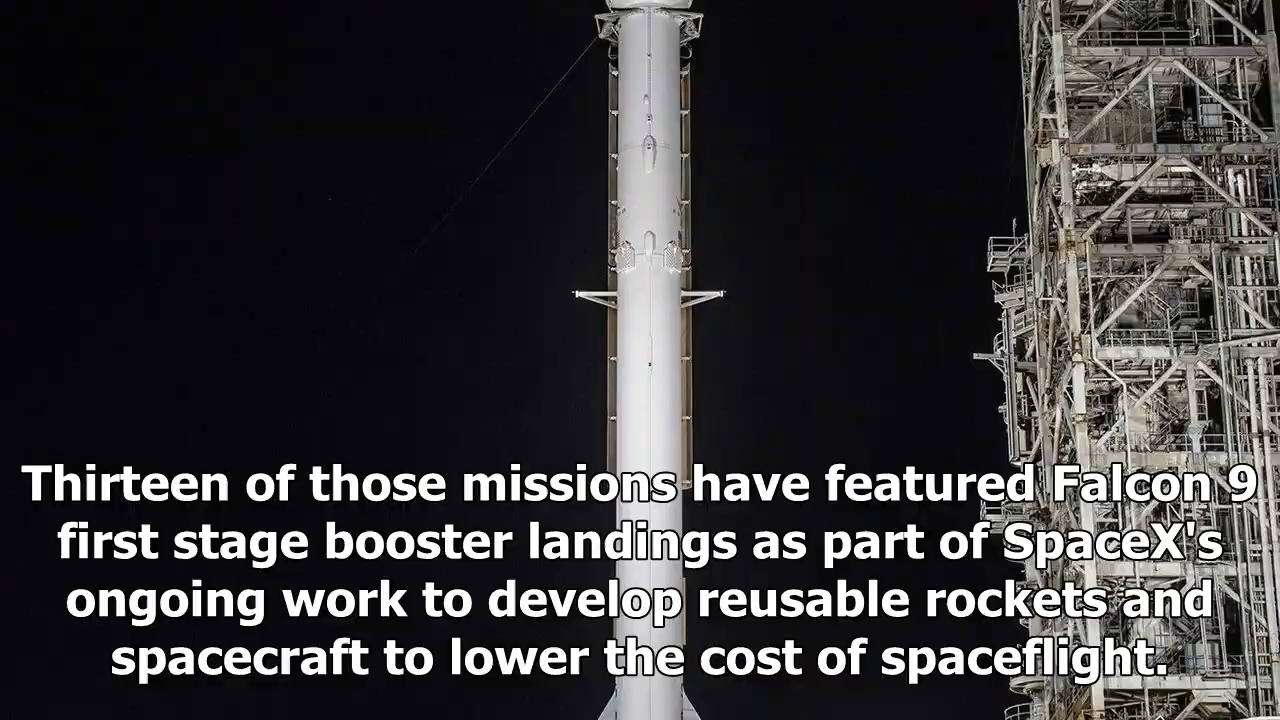 Thirteen of those missions have featured Falcon 9
first stage booster landings as part of SpaceX's
ongoing work to develop reusable rockets and
spacecraft to lower the cost of spaceflight.